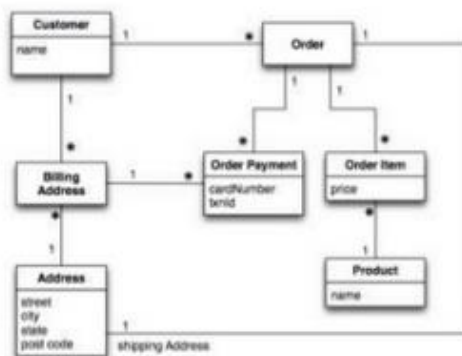 Customer
name
1
*
Order
1
1
1
1
*
Billing
Address
1
*
*
Order Payment
cardNumber
txnId
*
Order Item
price
*
*
1
1
Address
street
city
state
post code
Product
name
1
shipping Address